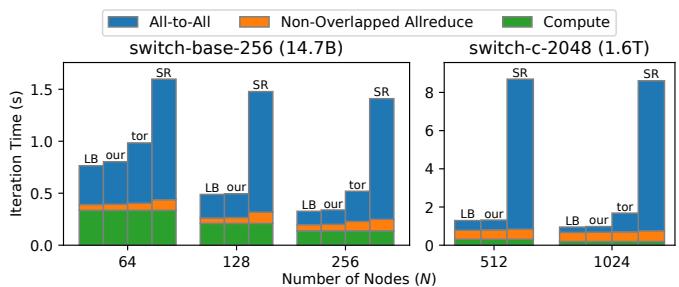 All-to-All Non-Overlapped Allreduce Compute
switch-base-256 (14.7B) switch-c-2048 (1.6T)
Iteration Time (s)
1.5
1.0
0.5
0.0
LB our tor SR
LB our SR
LB our tor SR
64 128 256
8
6
4
2
0
LB our SR
LB our tor SR
512 1024
Number of Nodes (N)